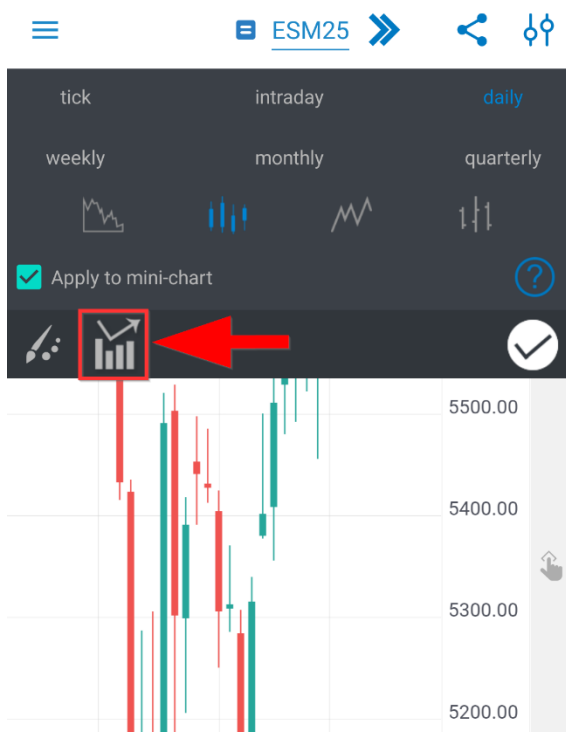 ESM25
tick intraday daily
weekly monthly quarterly
Apply to mini-chart
?
5500.00
5400.00
5300.00
5200.00